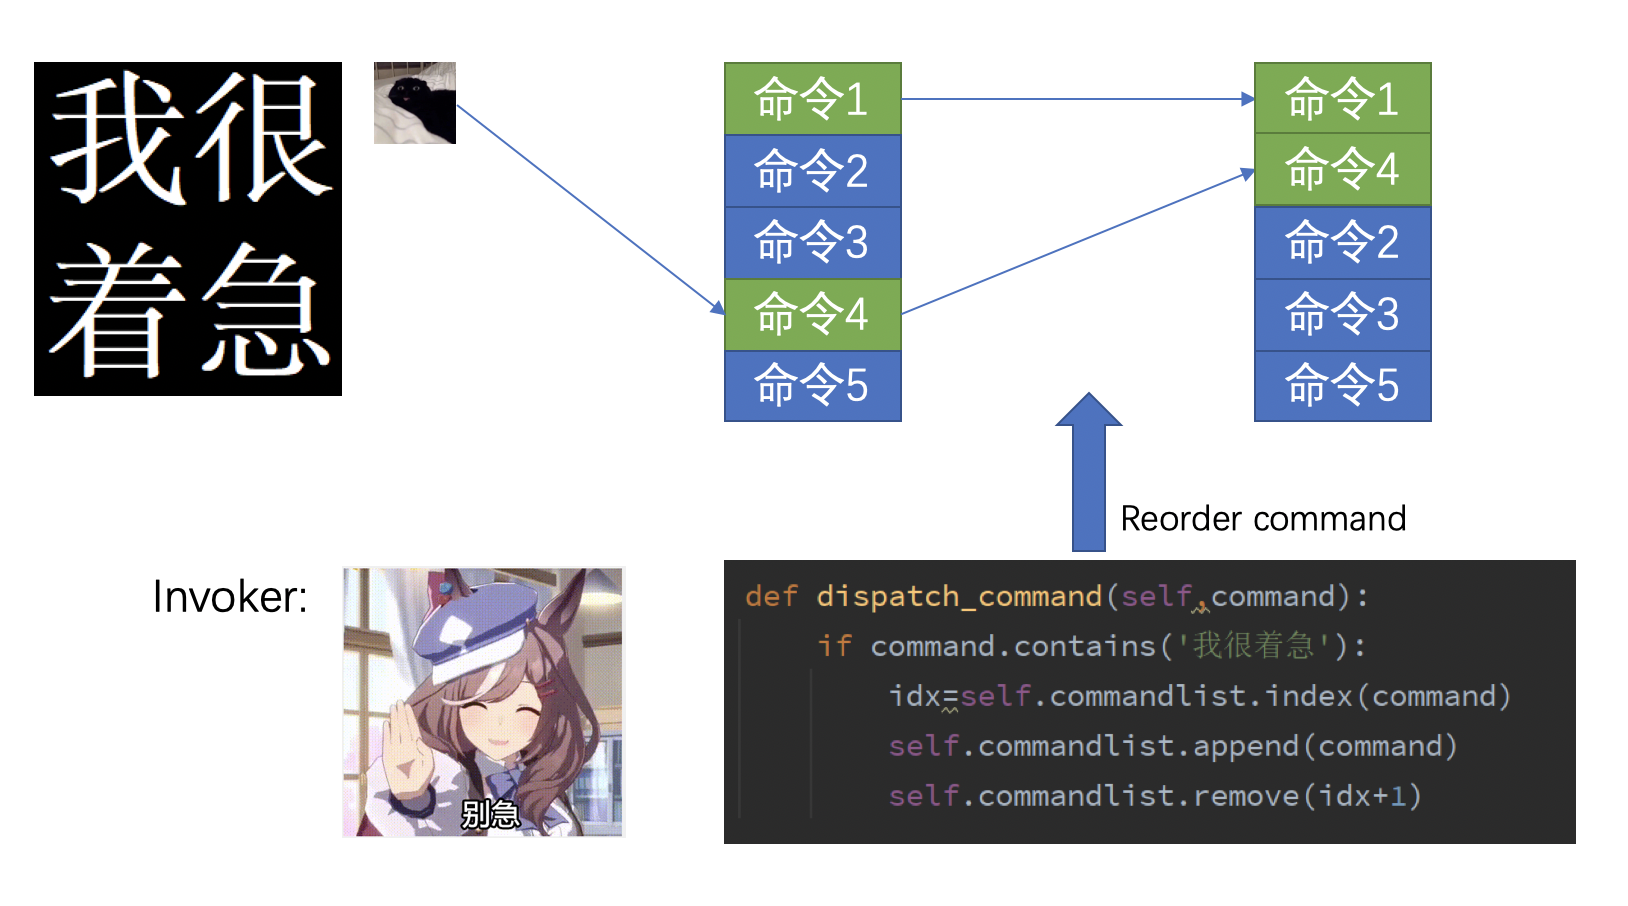 我很
着急
命令1
命令2
命令3
命令4
命令5
命令1
命令4
命令2
命令3
命令5
Reorder command
Invoker:
别急
def dispatch_command(self,command):
if command.contains('我很着急'):
idx=self.commandlist.index(command)
self.commandlist.append(command)
self.commandlist.remove(idx+1)